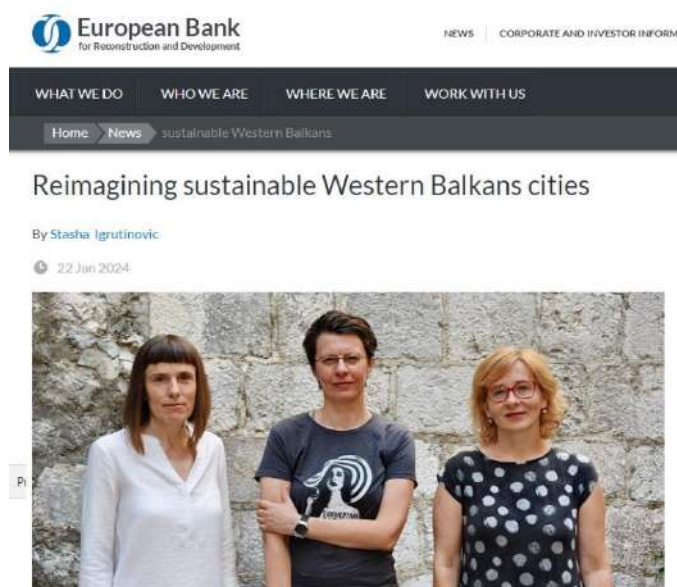 European Bank
for Reconstruction and Development
NEWS CORPORATE AND INVESTOR INFORM
WHAT WE DO WHO WE ARE WHERE WE ARE WORK WITH US
Home News sustainable Western Balkans
Reimagining sustainable Western Balkans cities
By Stasha Igrutinovic
22 Jan 2024